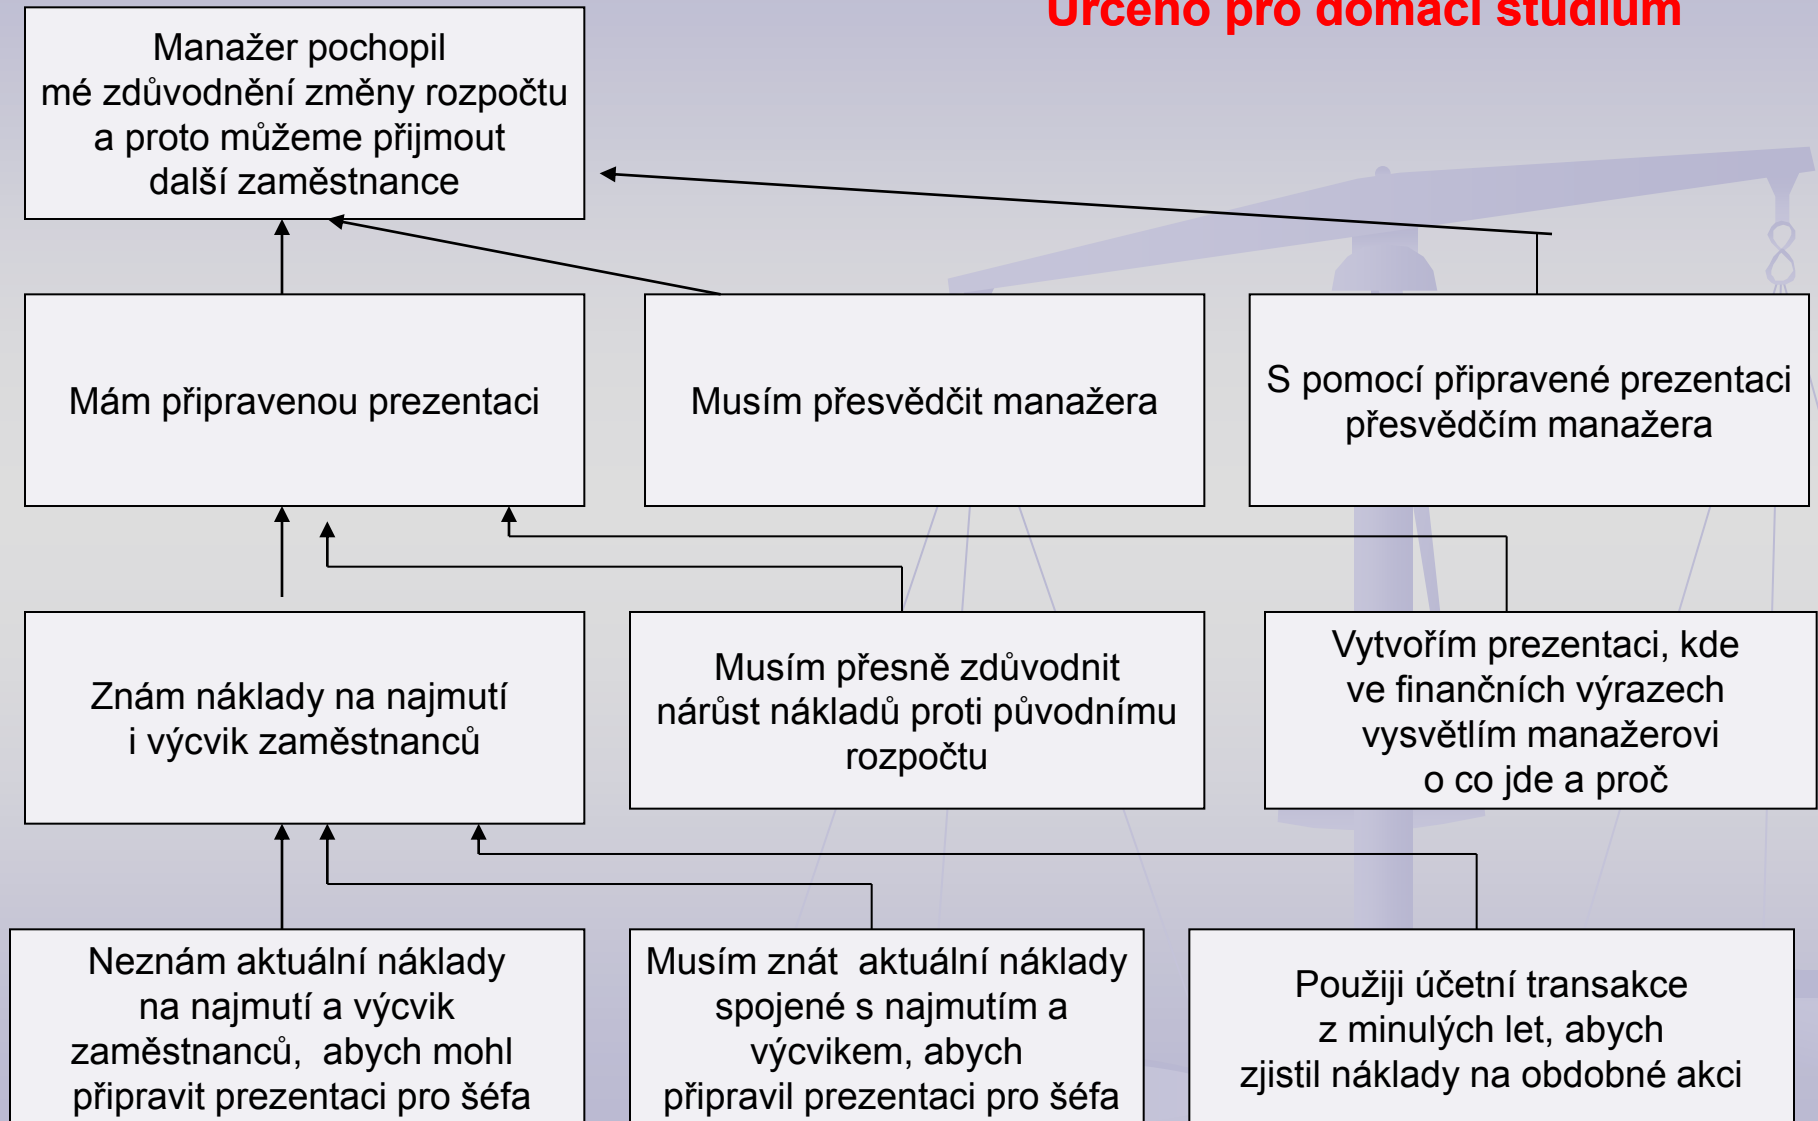 Určeno pro domácí studium
Manažer pochopil
mé zdůvodnění změny rozpočtu
a proto můžeme přijmout
další zaměstnance
Mám připravenou prezentaci
Musím přesvědčit manažera
S pomocí připravené prezentaci
přesvědčím manažera
Znám náklady na najmutí
i výcvik zaměstnanců
Musím přesně zdůvodnit
nárůst nákladů proti původnímu
rozpočtu
Vytvořím prezentaci, kde
ve finančních výrazech
vysvětlím manažerovi
o co jde a proč
Neznám aktuální náklady
na najmutí a výcvik
zaměstnanců, abych mohl
připravit prezentaci pro šéfa
Musím znát aktuální náklady
spojené s najmutím a
výcvikem, abych
připravil prezentaci pro šéfa
Použiji účetní transakce
z minulých let, abych
zjistil náklady na obdobné akci